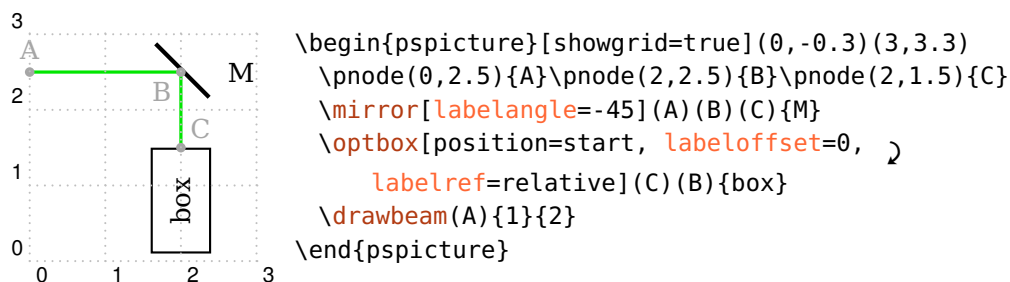 3
A
M
2
B
C
1
box
0
0 1 2 3
\begin{pspicture}[showgrid=true](0,-0.3)(3,3.3)
\pnode(0,2.5){A}\pnode(2,2.5){B}\pnode(2,1.5){C}
\mirror[labelangle=-45](A)(B)(C){M}
\optbox[position=start, labeloffset=0,
labelref=relative](C)(B){box}
\drawbeam(A){1}{2}
\end{pspicture}